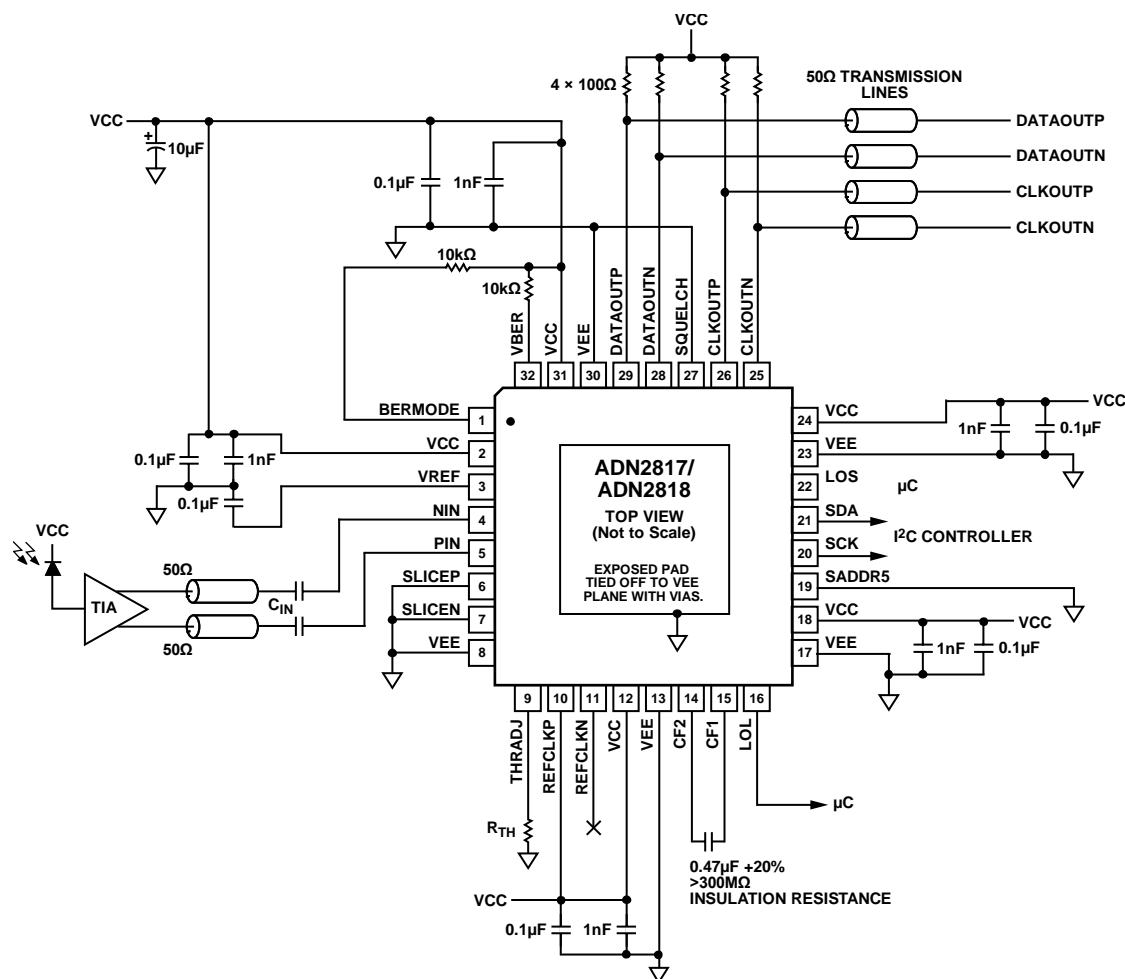 VCC
4 × 100Ω
50Ω TRANSMISSION
LINES
VCC
+
10µF
0.1µF
1nF
DATAOUTP
DATAOUTN
CLKOUTP
CLKOUTN
10kΩ
10kΩ
VBER
VCC
VEE
DATAOUTP
DATAOUTN
SQUELCH
CLKOUTP
CLKOUTN
32
31
30
29
28
27
26
25
BERMODE
1
VCC
2
VREF
3
NIN
4
PIN
5
SLICEP
6
SLICEN
7
VEE
8
0.1µF
1nF
0.1µF
VCC
TIA
50Ω
CIN
50Ω
ADN2817/
ADN2818
TOP VIEW
(Not to Scale)
EXPOSED PAD
TIED OFF TO VEE
PLANE WITH VIAS.
24
VCC
23
VEE
22
LOS
21
SDA
20
SCK
19
SADDR5
18
VCC
17
VEE
VCC
1nF
0.1µF
µC
I2C CONTROLLER
VCC
1nF
0.1µF
9
10
11
12
13
14
15
16
THRADJ
REFCLKP
REFCLKN
VCC
VEE
CF2
CF1
LOL
RTH
µC
0.47µF +20%
>300MΩ
INSULATION RESISTANCE
VCC
0.1µF
1nF